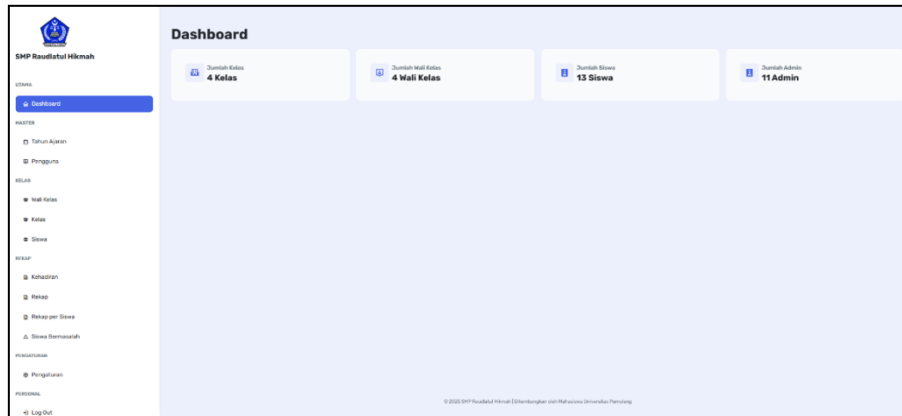 SMP Raudlatul Hikmah
UTAMA
Dashboard
MASTER
Tahun Ajaran
Pengguna
KELAS
Wali Kelas
Kelas
Siswa
REKAP
Kehadiran
Rekap
Rekap per Siswa
Siswa Bermasalah
PENGATURAN
Pengaturan
PERSONAL
Log Out
Dashboard
Jumlah Kelas
4 Kelas
Jumlah Wali Kelas
4 Wali Kelas
Jumlah Siswa
13 Siswa
Jumlah Admin
11 Admin
© 2025 SMP Raudlatul Hikmah | Dikembangkan oleh Mahasiswa Universitas Pamulang